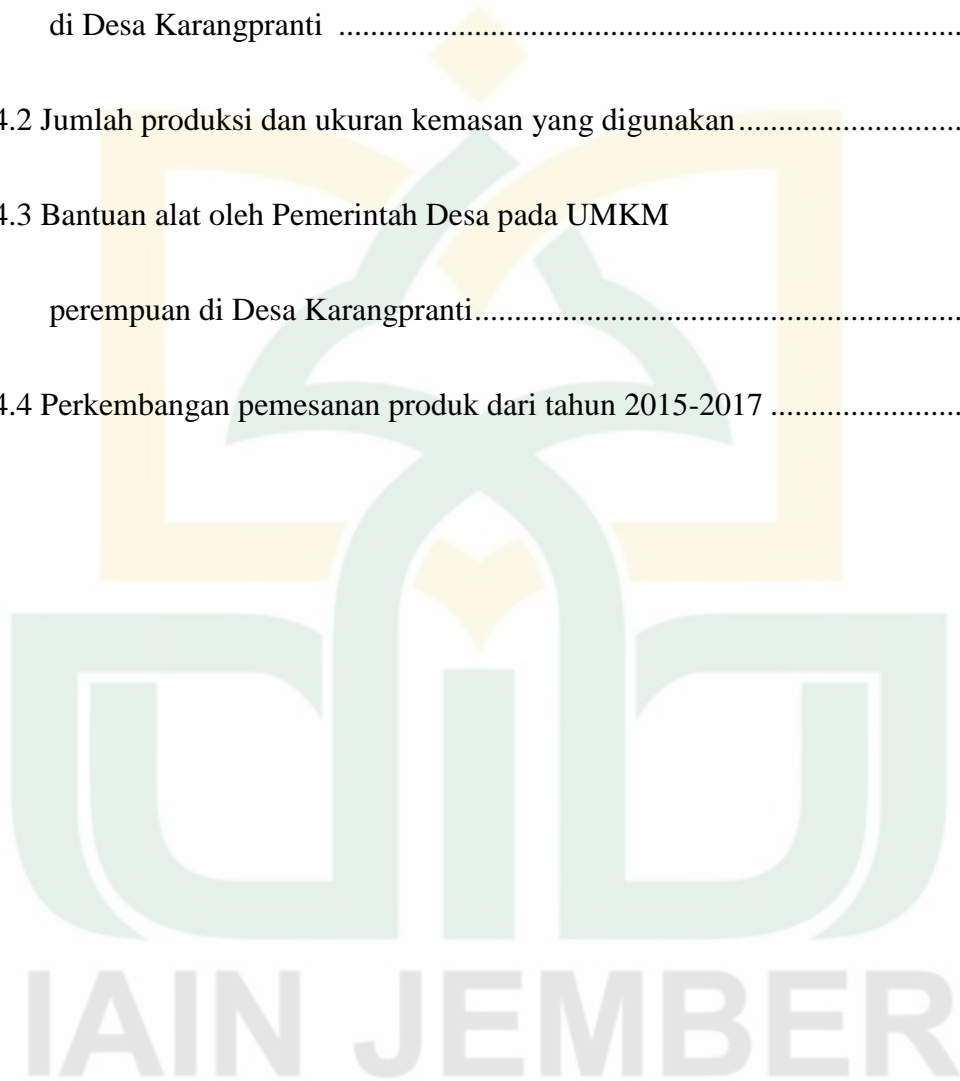 di Desa Karangpranti ................................................................................
4.2 Jumlah produksi dan ukuran kemasan yang digunakan............................
4.3 Bantuan alat oleh Pemerintah Desa pada UMKM
perempuan di Desa Karangpranti..............................................................
4.4 Perkembangan pemesanan produk dari tahun 2015-2017 ........................
IAIN JEMBER